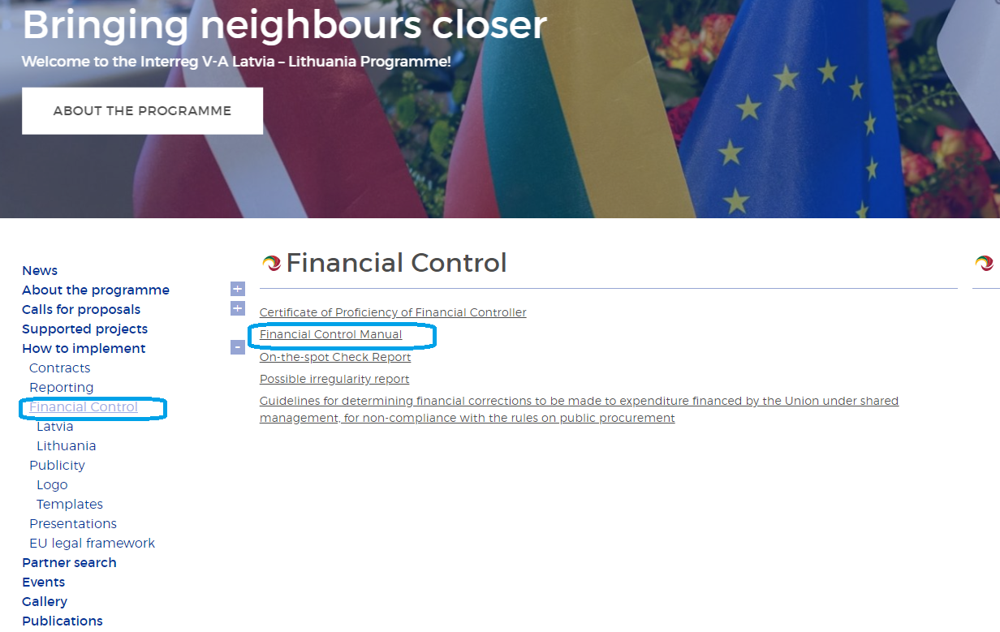 Bringing neighbours closer
Welcome to the Interreg V-A Latvia – Lithuania Programme!
ABOUT THE PROGRAMME
News
About the programme
+
Calls for proposals
+
Supported projects
How to implement
-
Contracts
Reporting
Financial Control
Latvia
Lithuania
Publicity
Logo
Templates
Presentations
EU legal framework
Partner search
Events
Gallery
Publications
Financial Control
Certificate of Proficiency of Financial Controller
Financial Control Manual
On-the-spot Check Report
Possible irregularity report
Guidelines for determining financial corrections to be made to expenditure financed by the Union under shared
management, for non-compliance with the rules on public procurement